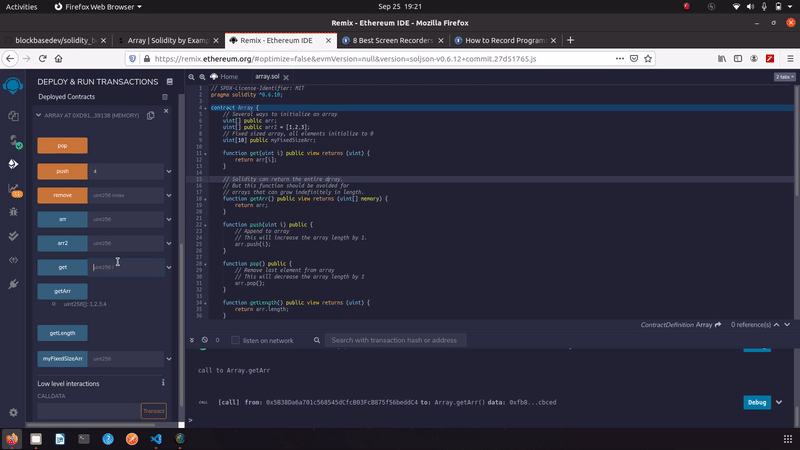 Activities
Firefox Web Browser
Sep 25 19:21
Remix - Ethereum IDE - Mozilla Firefox
blockbasedev/solidity_b
Array | Solidity by Examp
Remix - Ethereum IDE
8 Best Screen Recorders
How to Record Program
https://remix.ethereum.org/#optimize=false&evmVersion=null&version=soljson-v0.6.12+commit.27d51765.js
DEPLOY & RUN TRANSACTIONS
Deployed Contracts
ARRAY AT 0XD91...39138 (MEMORY)
pop
push 4
remove uint256 index
arr uint256
arr2 uint256
get uint256 i
getArr
uint256[]: 1,2,3,4
getLength
myFixedSizeArr uint256
Low level interactions
CALLDATA
Transact
Home
array.sol
2 tabs
1 // SPDX-License-Identifier: MIT
2 pragma solidity ^0.6.10;
3
4 contract Array {
5 // Several ways to initialize an array
6 uint[] public arr;
7 uint[] public arr2 = [1,2,3];
8 // Fixed sized array, all elements initialize to 0
9 uint[10] public myFixedSizeArr;
10
11 function get(uint i) public view returns (uint) {
12 return arr[i];
13 }
14
15 // Solidity can return the entire array.
16 // But this function should be avoided for
17 // arrays that can grow indefinitely in length.
18 function getArr() public view returns (uint[] memory) {
19 return arr;
20 }
21
22 function push(uint i) public {
23 // Append to array
24 // This will increase the array length by 1.
25 arr.push(i);
26 }
27
28 function pop() public {
29 // Remove last element from array
30 // This will decrease the array length by 1
31 arr.pop();
32 }
33
34 function getLength() public view returns (uint) {
35 return arr.length;
36 }
ContractDefinition Array
0 reference(s)
0
listen on network
Search with transaction hash or address
call to Array.getArr
CALL [call] from: 0x5B38Da6a701c568545dCfcB03FcB875f56beddC4 to: Array.getArr() data: 0xfb8...cbced
Debug
>